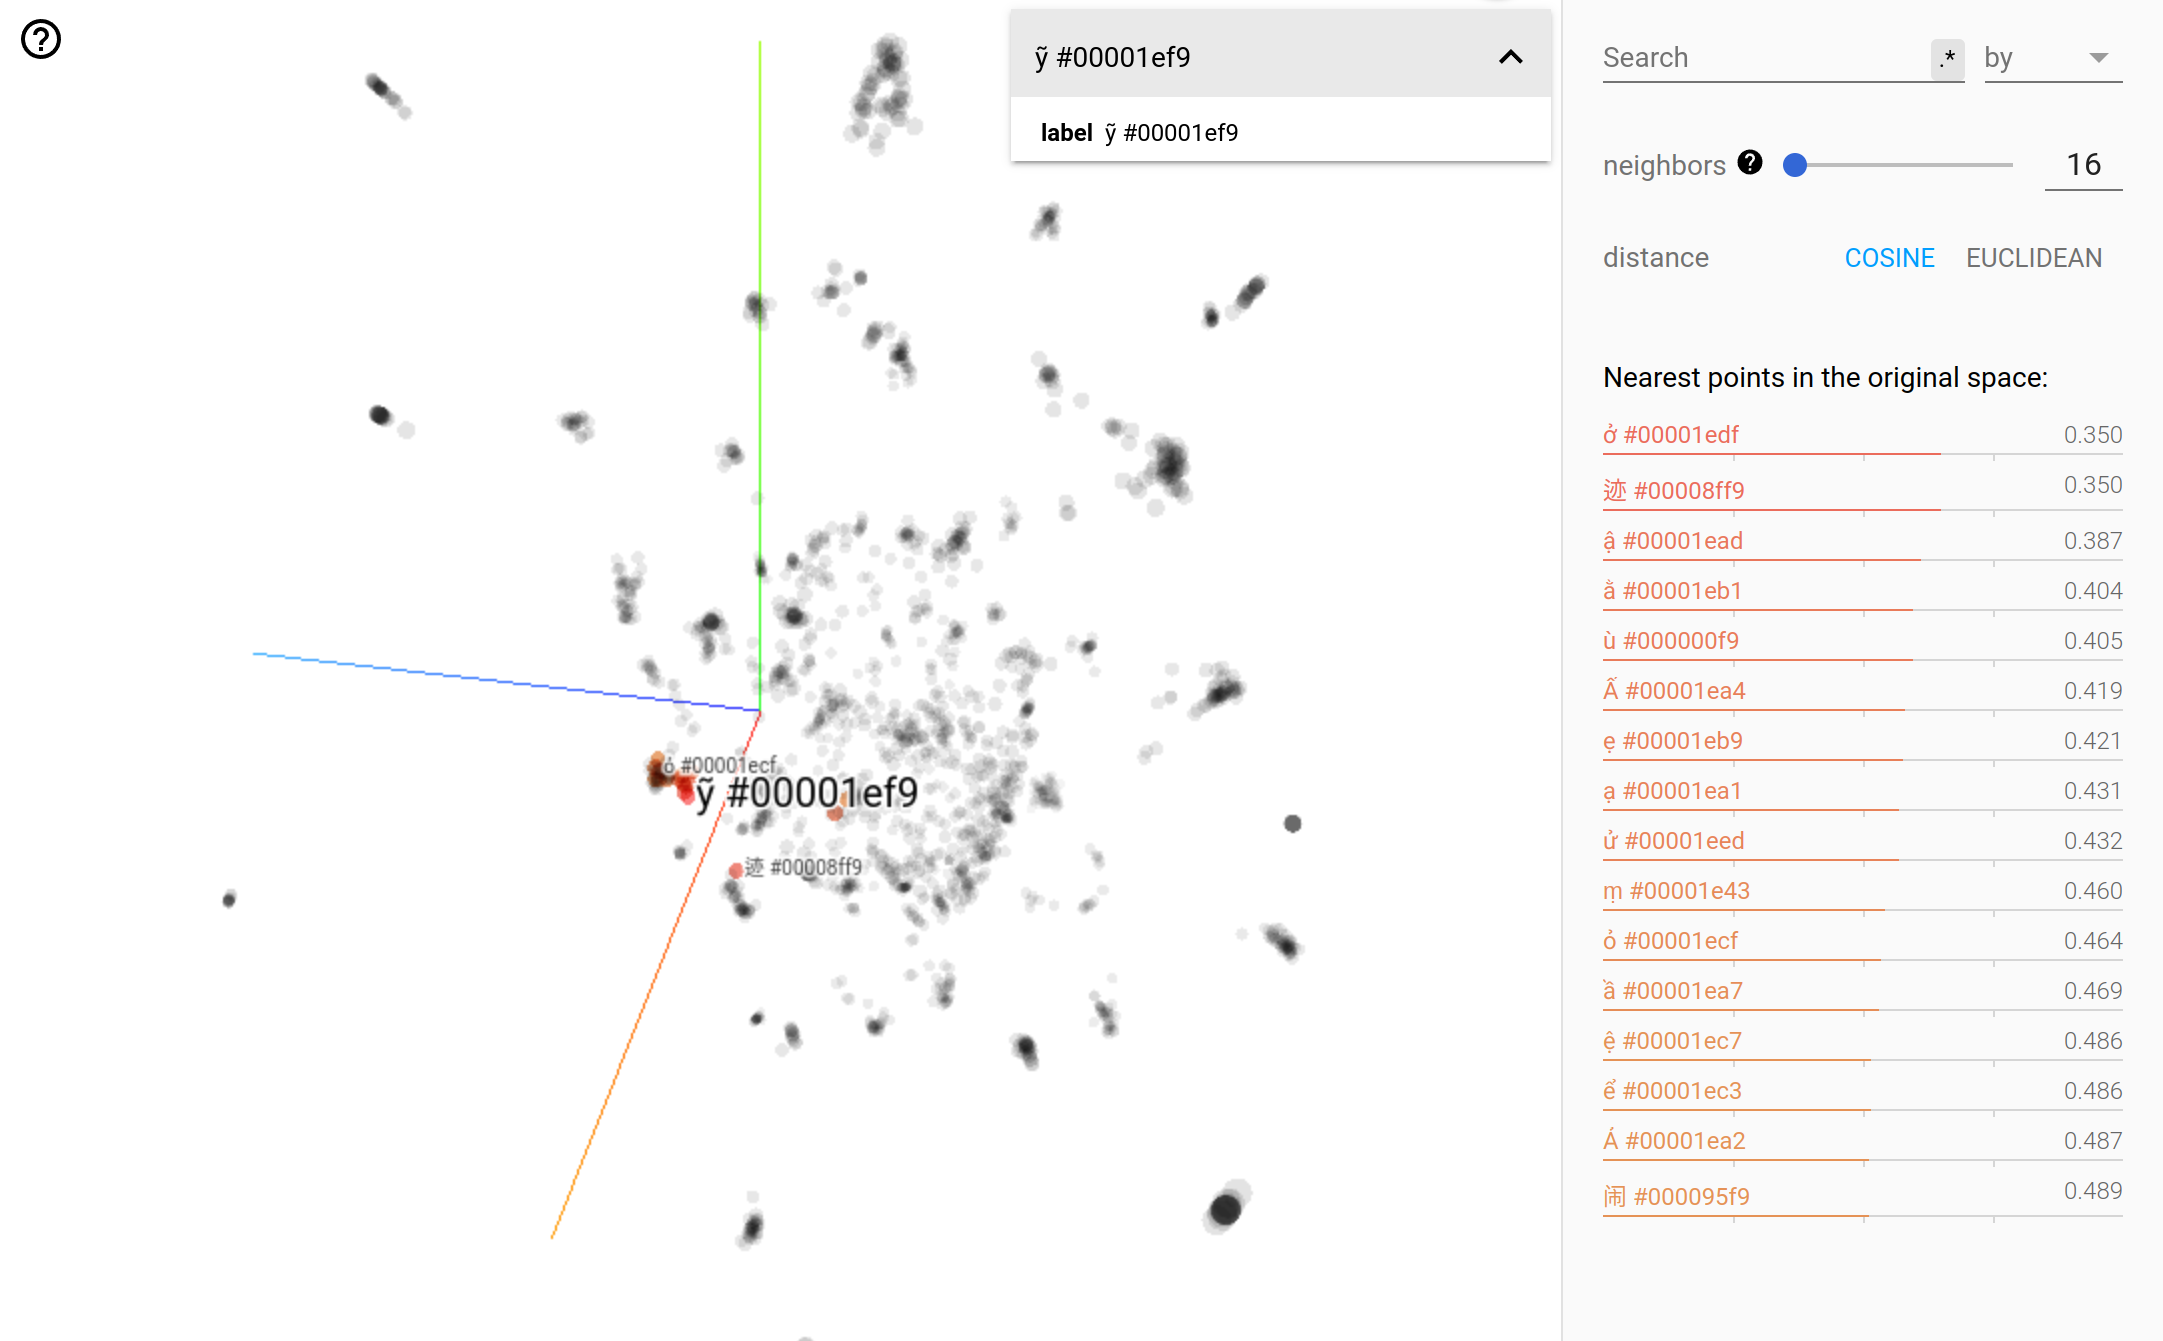 ỹ #00001ef9
label ỹ #00001ef9
ỏ #00001ecf
ỹ #00001ef9
迹 #00008ff9
Search .* by
neighbors 16
distance COSINE EUCLIDEAN
Nearest points in the original space:
ở #00001edf 0.350
迹 #00008ff9 0.350
ậ #00001ead 0.387
ằ #00001eb1 0.404
ù #000000f9 0.405
Ấ #00001ea4 0.419
ẹ #00001eb9 0.421
ạ #00001ea1 0.431
ử #00001eed 0.432
ṃ #00001e43 0.460
ỏ #00001ecf 0.464
ầ #00001ea7 0.469
ệ #00001ec7 0.486
ể #00001ec3 0.486
Ả #00001ea2 0.487
闹 #000095f9 0.489